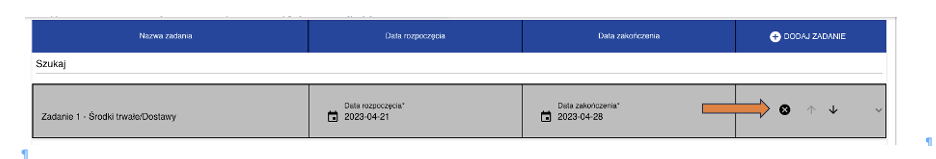 Nazwa zadania Data rozpoczęcia Data zakończenia DODAJ ZADANIE
Szukaj
Data rozpoczęcia* Data zakończenia*
Zadanie 1 - Środki trwałe/Dostawy 2023-04-21 2023-04-28
¶
¶